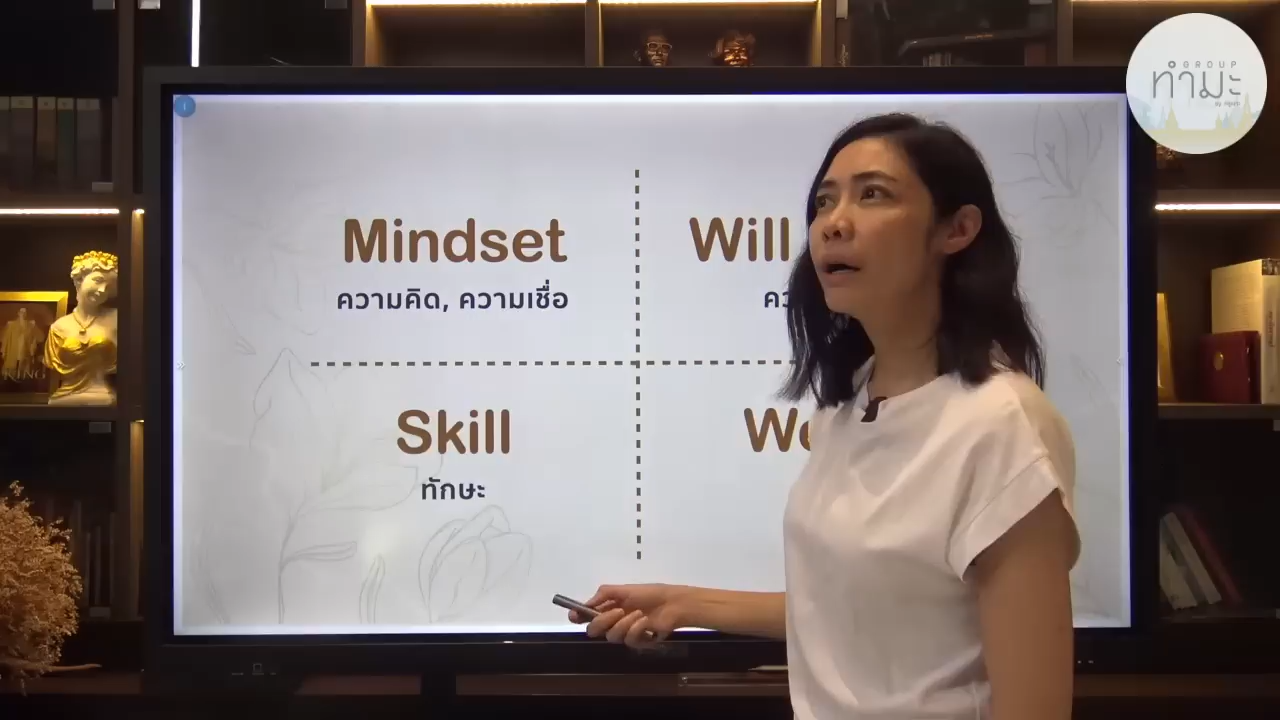 GROUP
ทำมะ
Mindset
ความคิด, ความเชื่อ
Will
Skill
ทักษะ